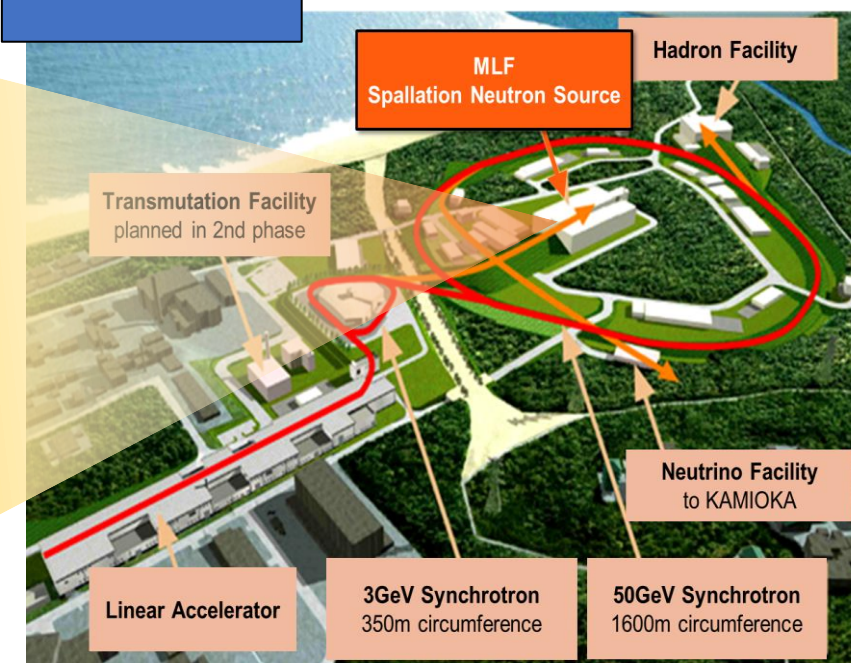 Hadron Facility
MLF
Spallation Neutron Source
Transmutation Facility
planned in 2nd phase
Neutrino Facility
to KAMIOKA
Linear Accelerator
3GeV Synchrotron
350m circumference
50GeV Synchrotron
1600m circumference